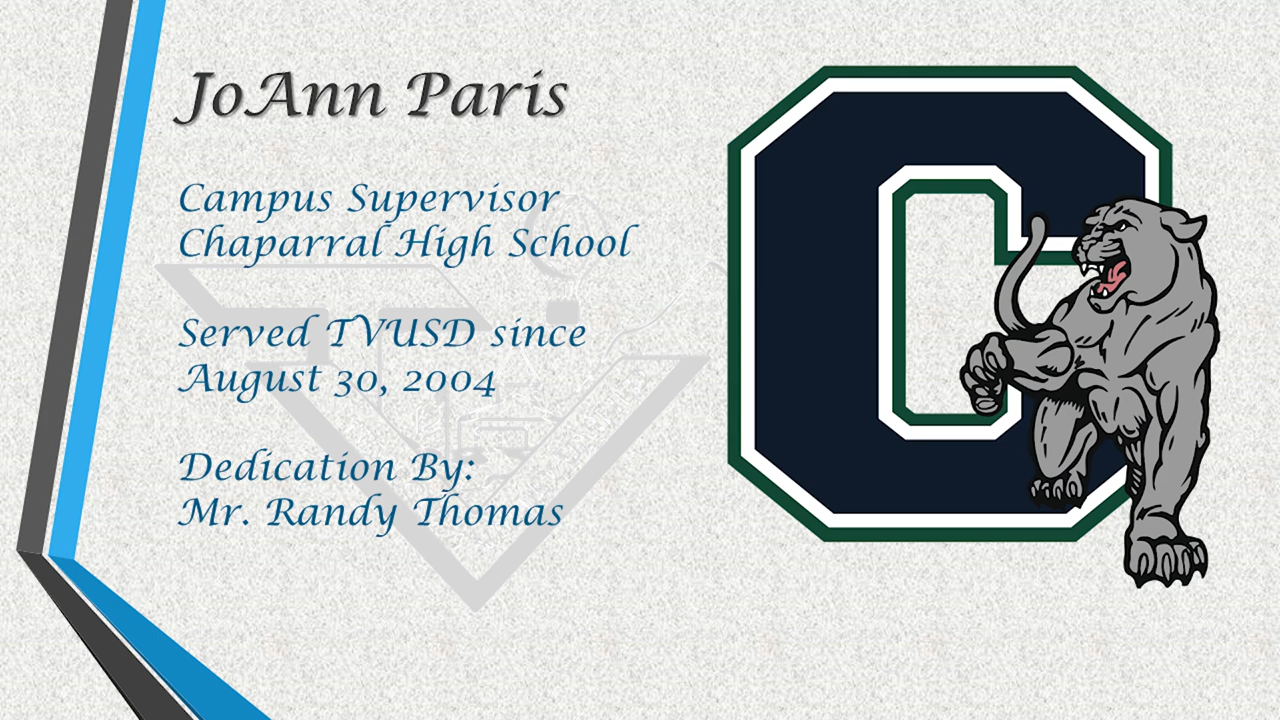 JoAnn Paris
Campus Supervisor
Chaparral High School
Served TVUSD since
August 30, 2004
Dedication By:
Mr. Randy Thomas
C